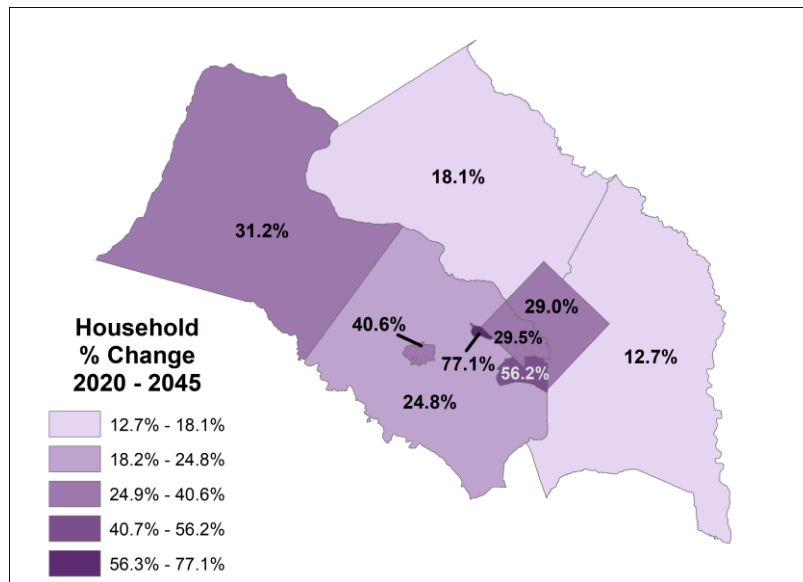 18.1%
31.2%
29.0%
40.6%
29.5%
77.1%
12.7%
56.2%
24.8%
Household
% Change
2020 - 2045
12.7% - 18.1%
18.2% - 24.8%
24.9% - 40.6%
40.7% - 56.2%
56.3% - 77.1%